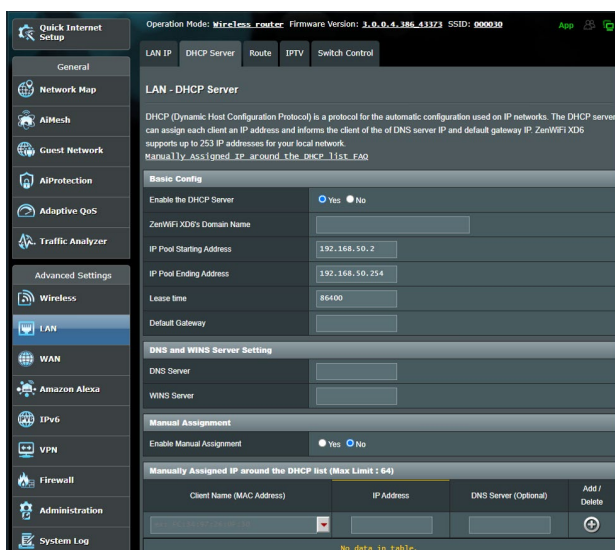 Quick Internet Setup
Operation Mode: Wireless router Firmware Version: 3.0.0.4.386_43373 SSID: 000030
App
LAN IP
DHCP Server
Route
IPTV
Switch Control
General
Network Map
AiMesh
Guest Network
AiProtection
Adaptive QoS
Traffic Analyzer
Advanced Settings
Wireless
LAN
WAN
Amazon Alexa
IPv6
VPN
Firewall
Administration
System Log
LAN - DHCP Server
DHCP (Dynamic Host Configuration Protocol) is a protocol for the automatic configuration used on IP networks. The DHCP server
can assign each client an IP address and informs the client of the of DNS server IP and default gateway IP. ZenWiFi XD6
supports up to 253 IP addresses for your local network.
Manually Assigned IP around the DHCP list FAQ
Basic Config
Enable the DHCP Server Yes No
ZenWiFi XD6's Domain Name
IP Pool Starting Address 192.168.50.2
IP Pool Ending Address 192.168.50.254
Lease time 86400
Default Gateway
DNS and WINS Server Setting
DNS Server
WINS Server
Manual Assignment
Enable Manual Assignment Yes No
Manually Assigned IP around the DHCP list (Max Limit : 64)
Client Name (MAC Address)
IP Address
DNS Server (Optional)
Add / Delete
No data in table.